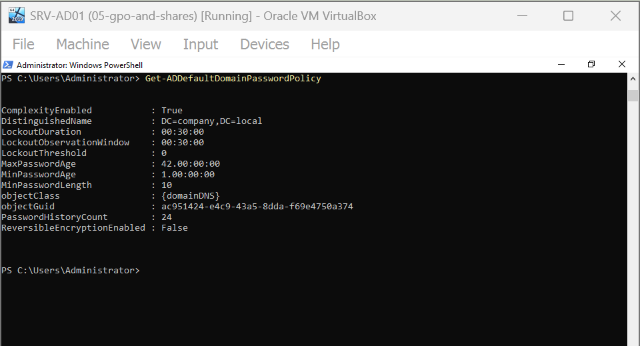 SRV-AD01 (05-gpo-and-shares) [Running] - Oracle VM VirtualBox
File Machine View Input Devices Help
Administrator: Windows PowerShell
PS C:\Users\Administrator> Get-ADDefaultDomainPasswordPolicy
ComplexityEnabled : True
DistinguishedName : DC=company,DC=local
LockoutDuration : 00:30:00
LockoutObservationWindow : 00:30:00
LockoutThreshold : 0
MaxPasswordAge : 42.00:00:00
MinPasswordAge : 1.00:00:00
MinPasswordLength : 10
objectClass : {domainDNS}
objectGuid : ac951424-e4c9-43a5-8dda-f69e4750a374
PasswordHistoryCount : 24
ReversibleEncryptionEnabled : False
PS C:\Users\Administrator>